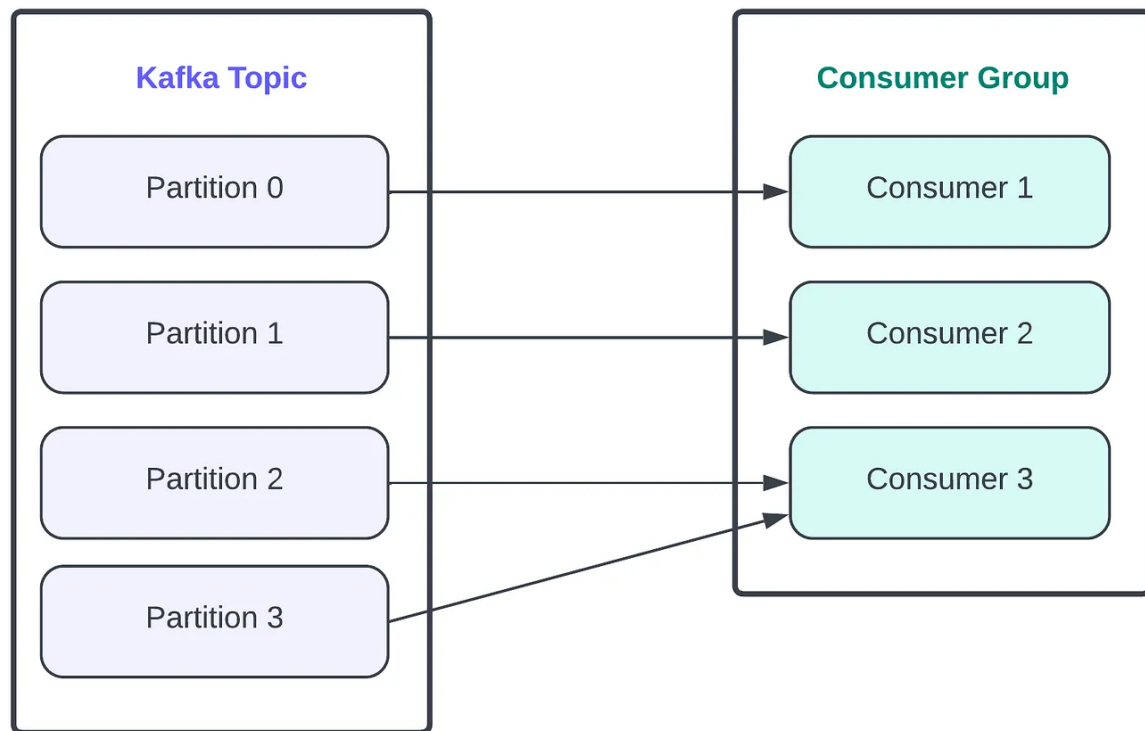 Kafka Topic
Partition 0
Partition 1
Partition 2
Partition 3
Consumer Group
Consumer 1
Consumer 2
Consumer 3